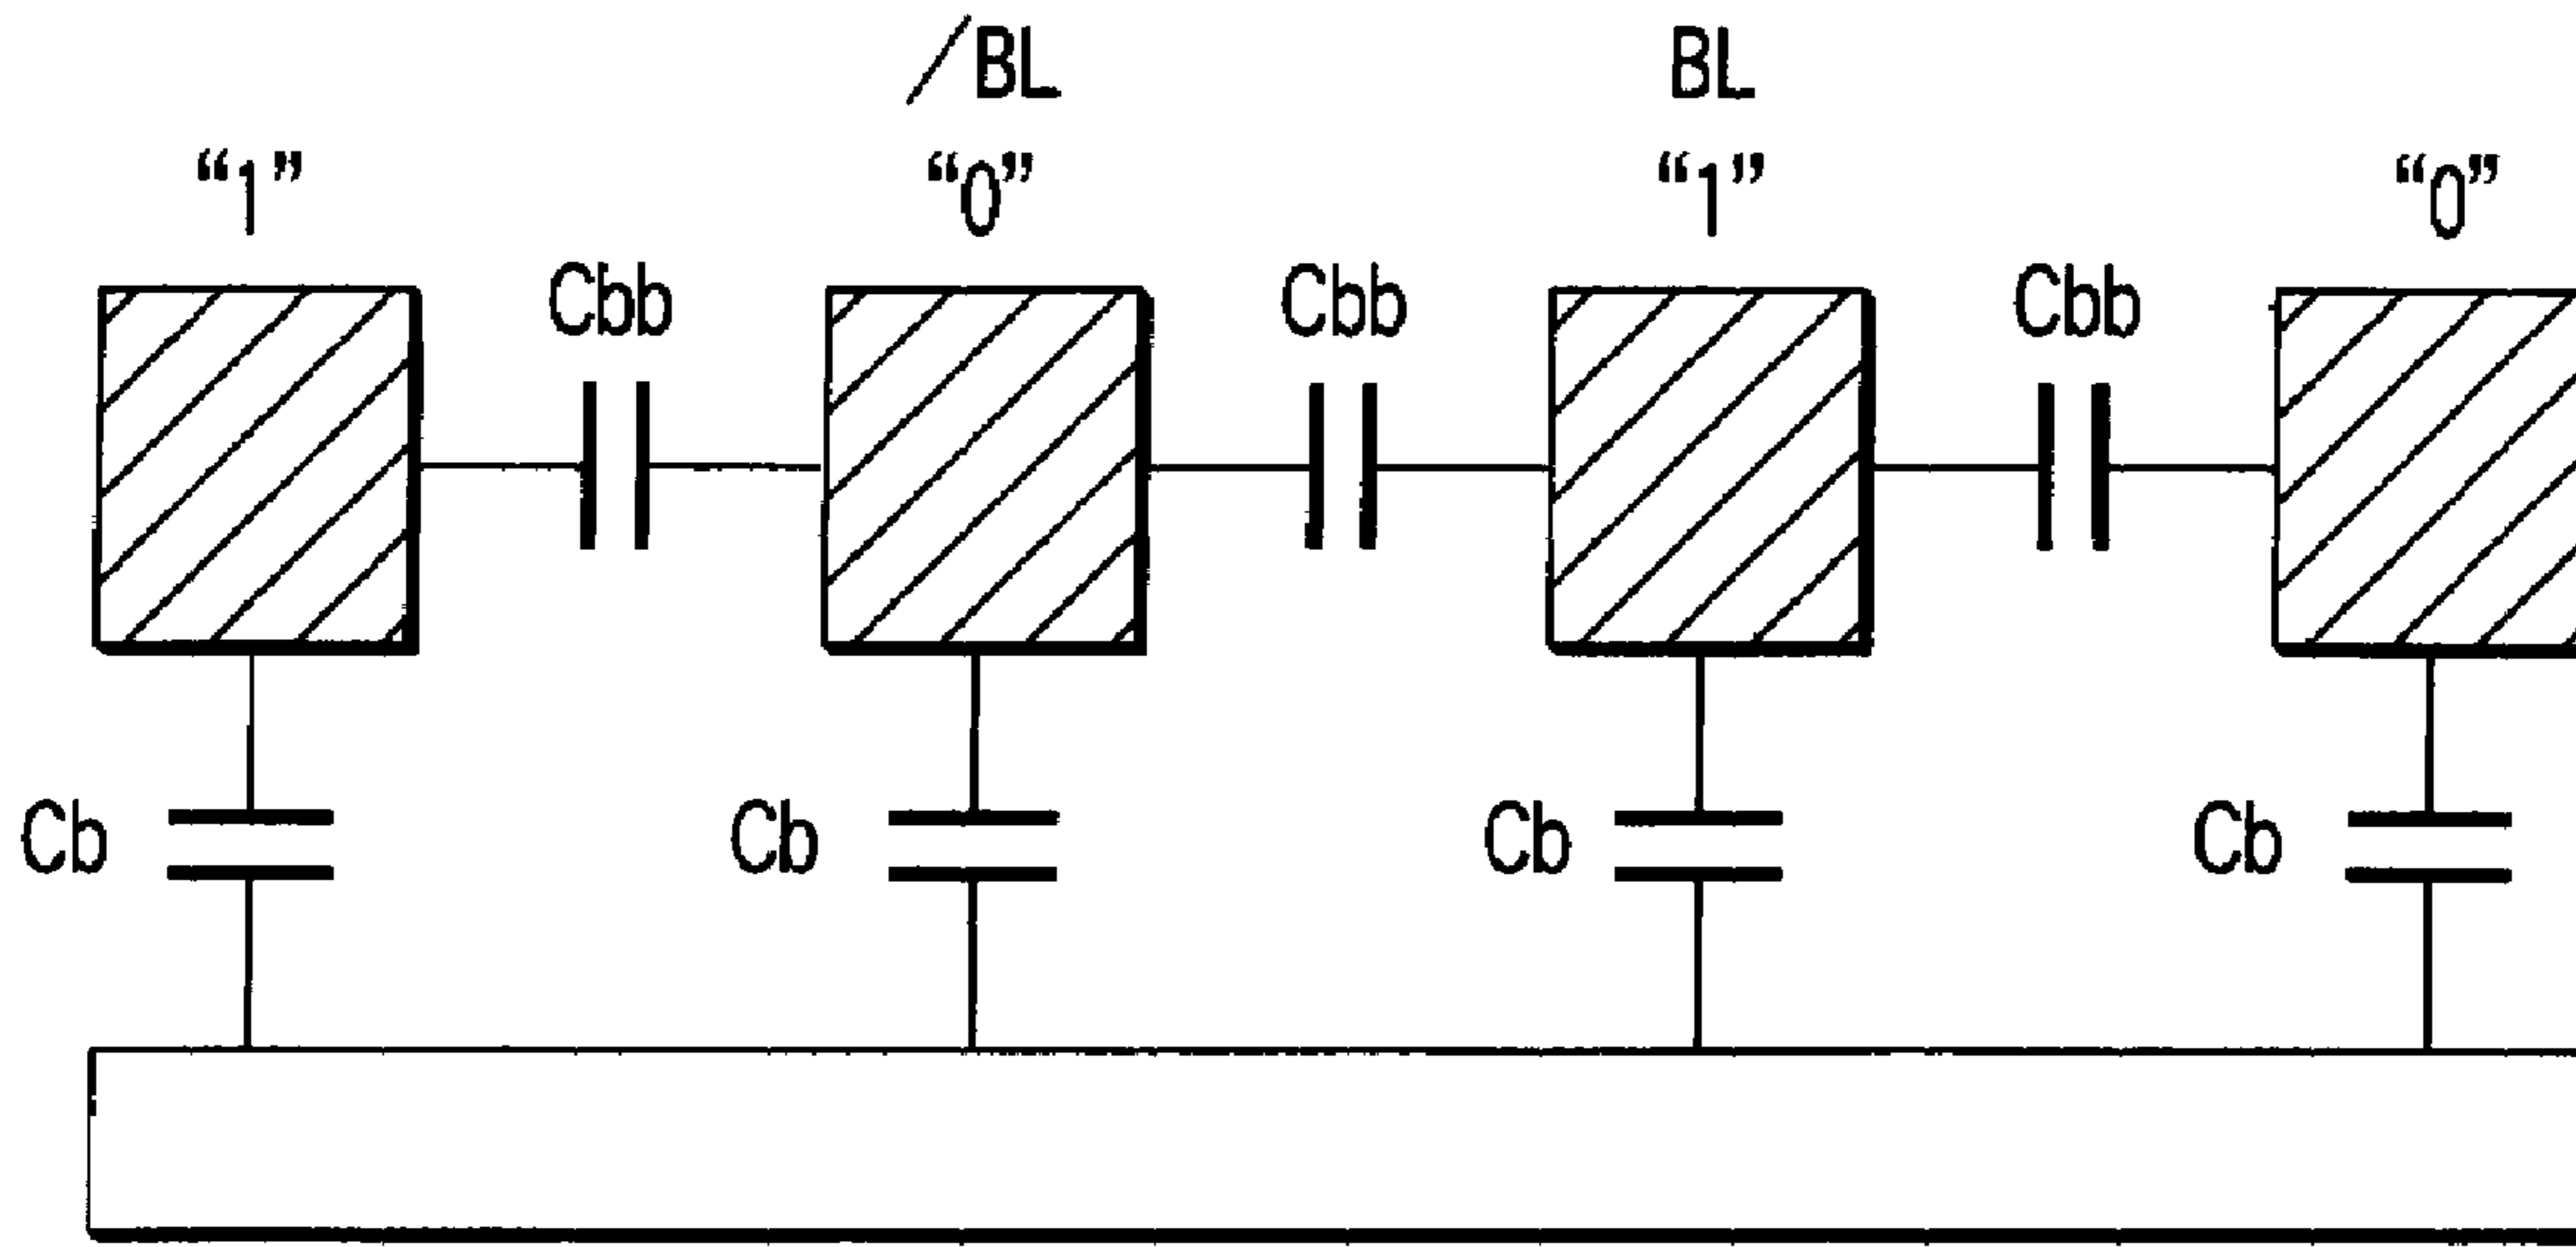 /BL BL
“1” “0” “1” “0”
Cbb Cbb Cbb
Cb Cb Cb Cb